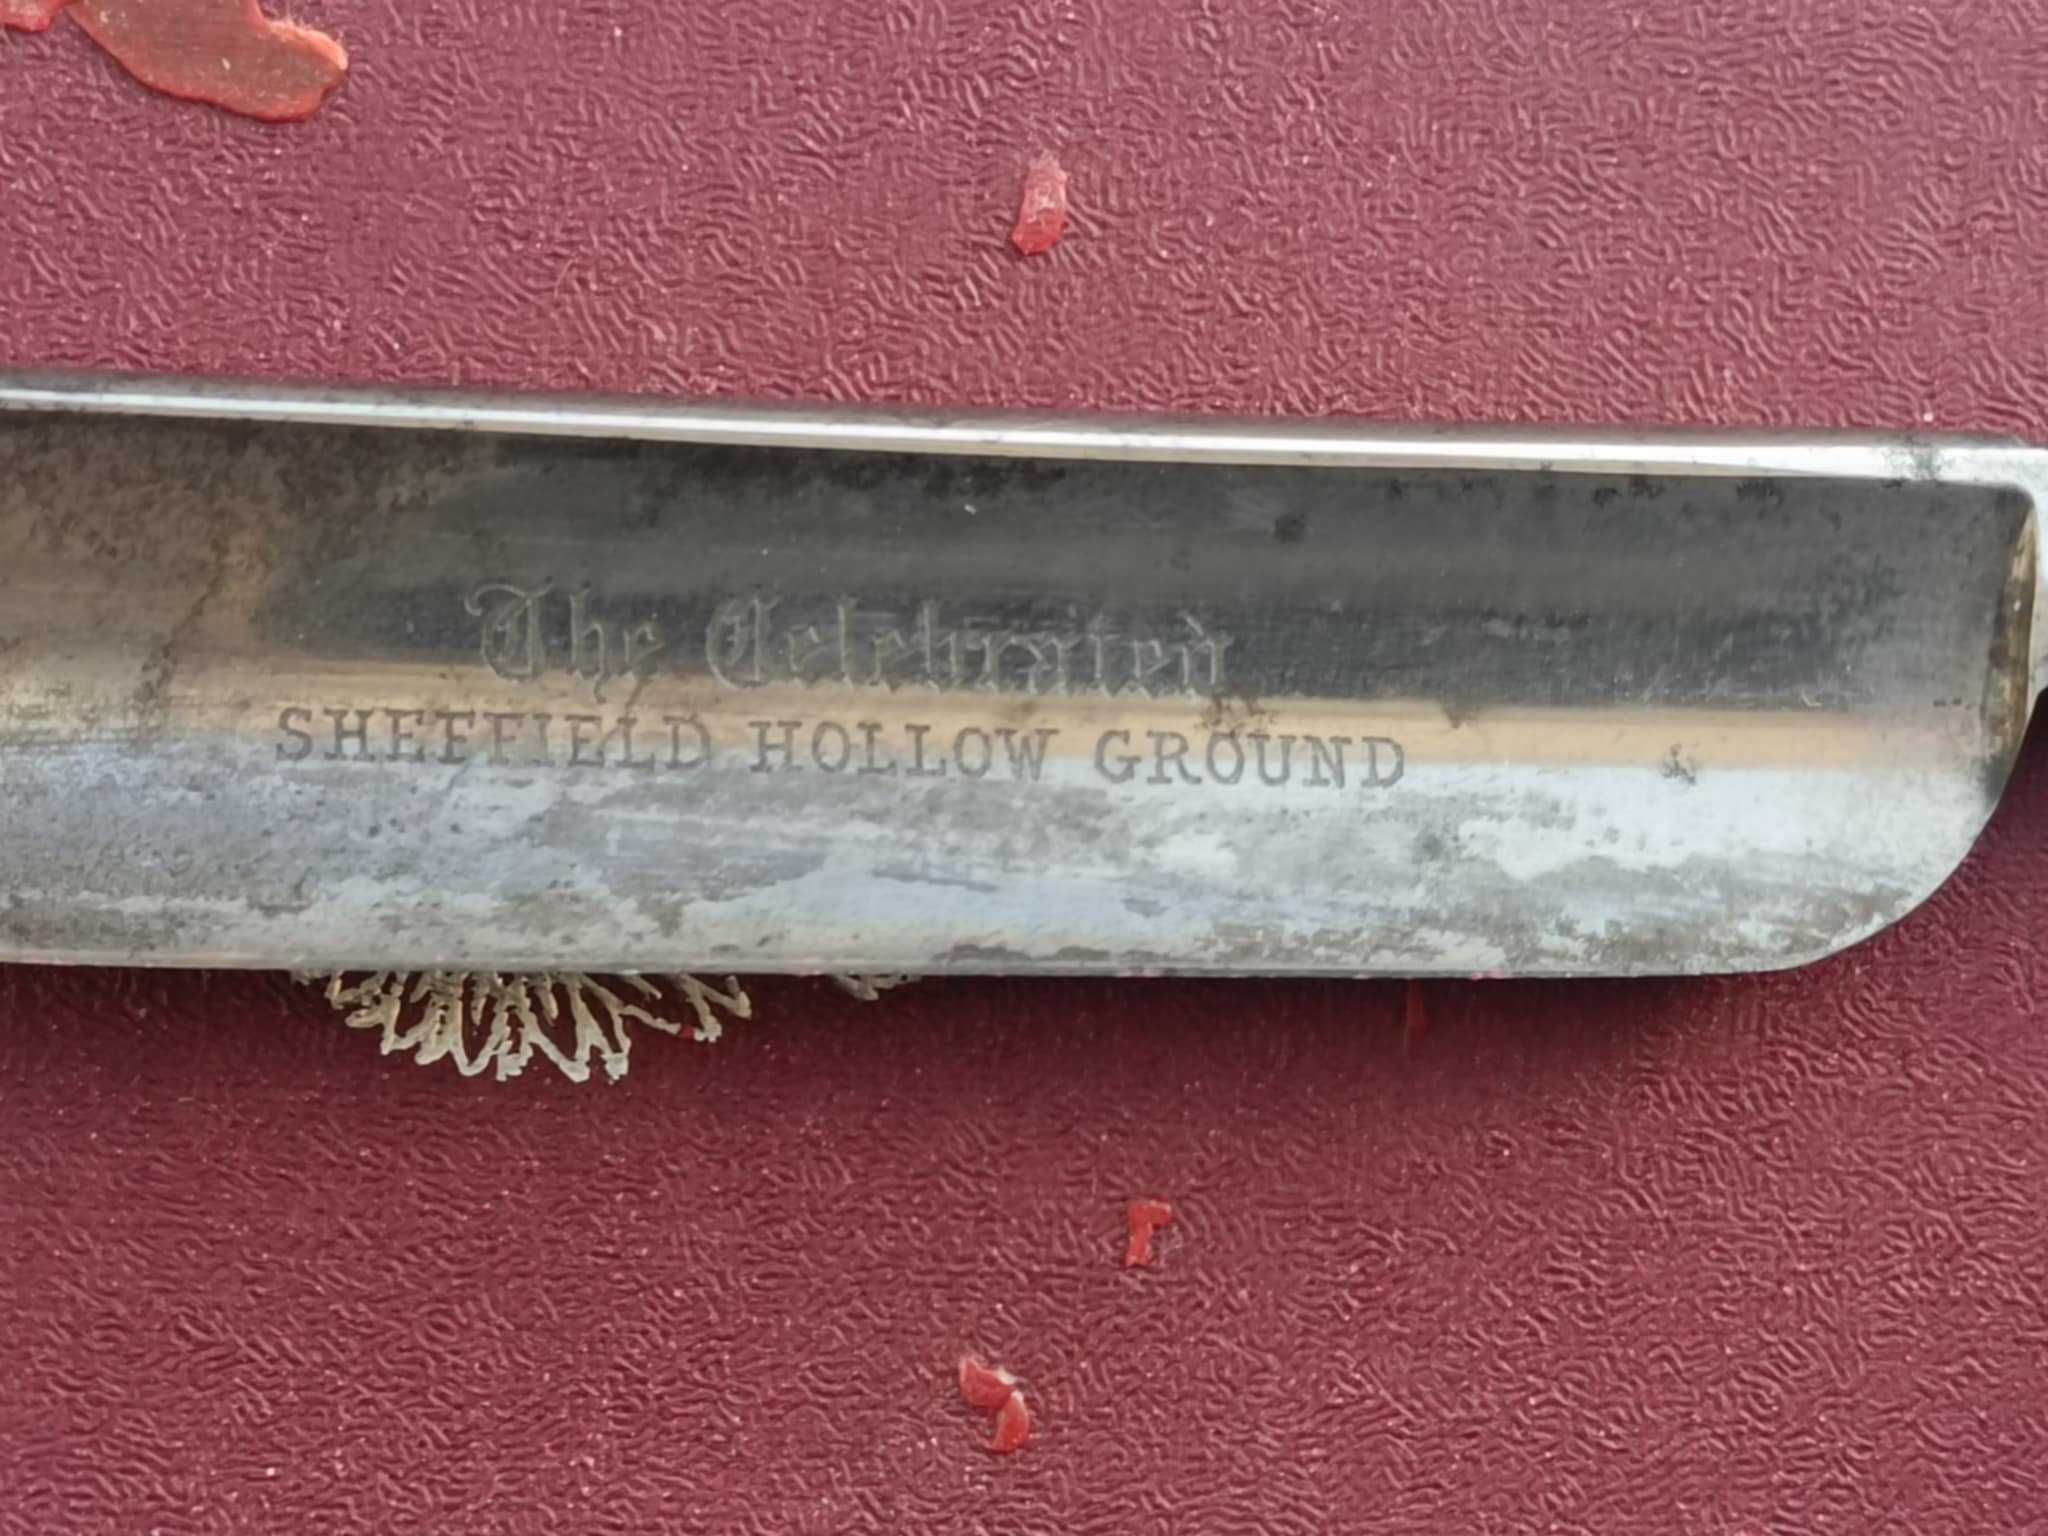 The Celebrated
SHEFFIELD HOLLOW GROUND